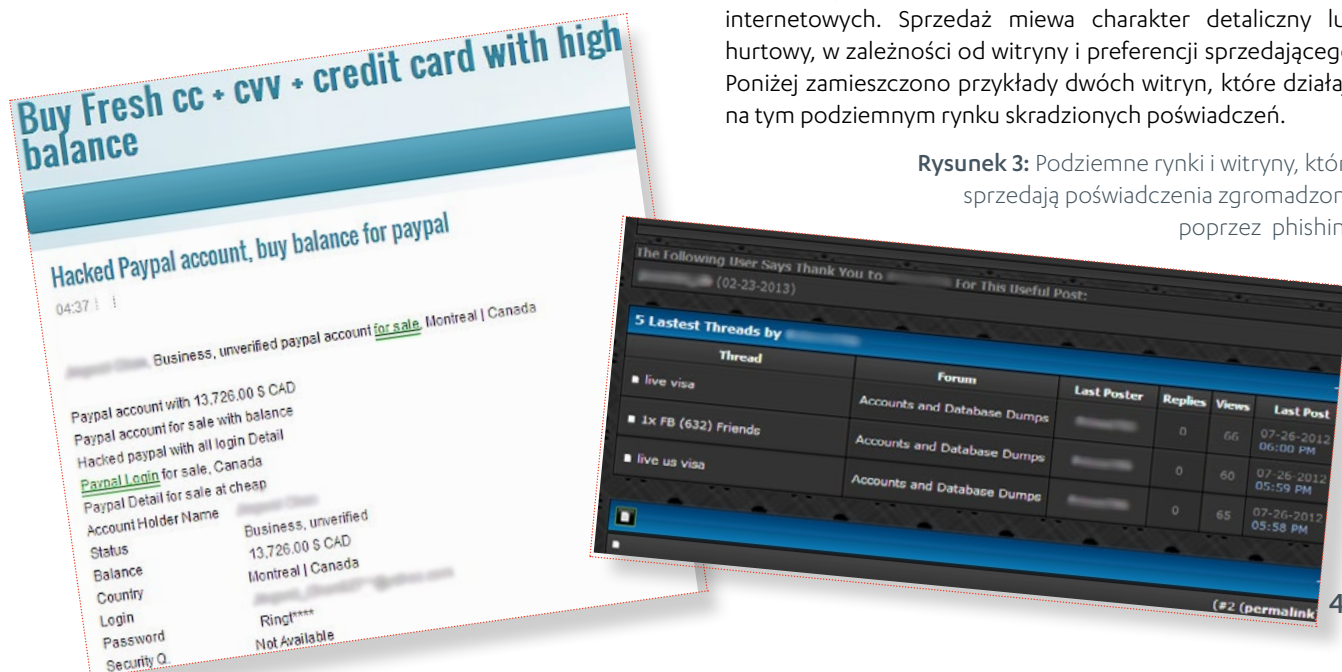 internetowych. Sprzedaż miewa charakter detaliczny
hurtowy, w zależności od witryny i preferencji
Poniżej zamieszczono przykłady dwóch witryn, które
na tym podziemnym rynku skradzionych poświadczeń.
Rysunek 3: Podziemne rynki i witryny,
sprzedają poświadczenia
poprzez
Buy Fresh cc + cvv + credit card with high
balance
Hacked Paypal account, buy balance for paypal
04:37
Business, unverified paypal account for sale, Montreal | Canada
Paypal account with 13,726.00 $ CAD
Paypal account for sale with balance
Hacked paypal with all login Detail
Paypal Login for sale, Canada
Paypal Detail for sale at cheap
Account Holder Name
Status Business, unverified
Balance 13,726.00 $ CAD
Country Montreal | Canada
Login
Password Ringt****
Security Q. Not Available
The Following User Says Thank You to For This Useful Post:
(02-23-2013)
5 Lastest Threads by
Thread Forum Last Poster Replies Views Last Post
live visa Accounts and Database Dumps 0 66 07-26-2012
06:00 PM
1x FB (632) Friends Accounts and Database Dumps 0 60 07-26-2012
05:59 PM
live us visa Accounts and Database Dumps 0 65 07-26-2012
05:58 PM
(#2 (permalink
4